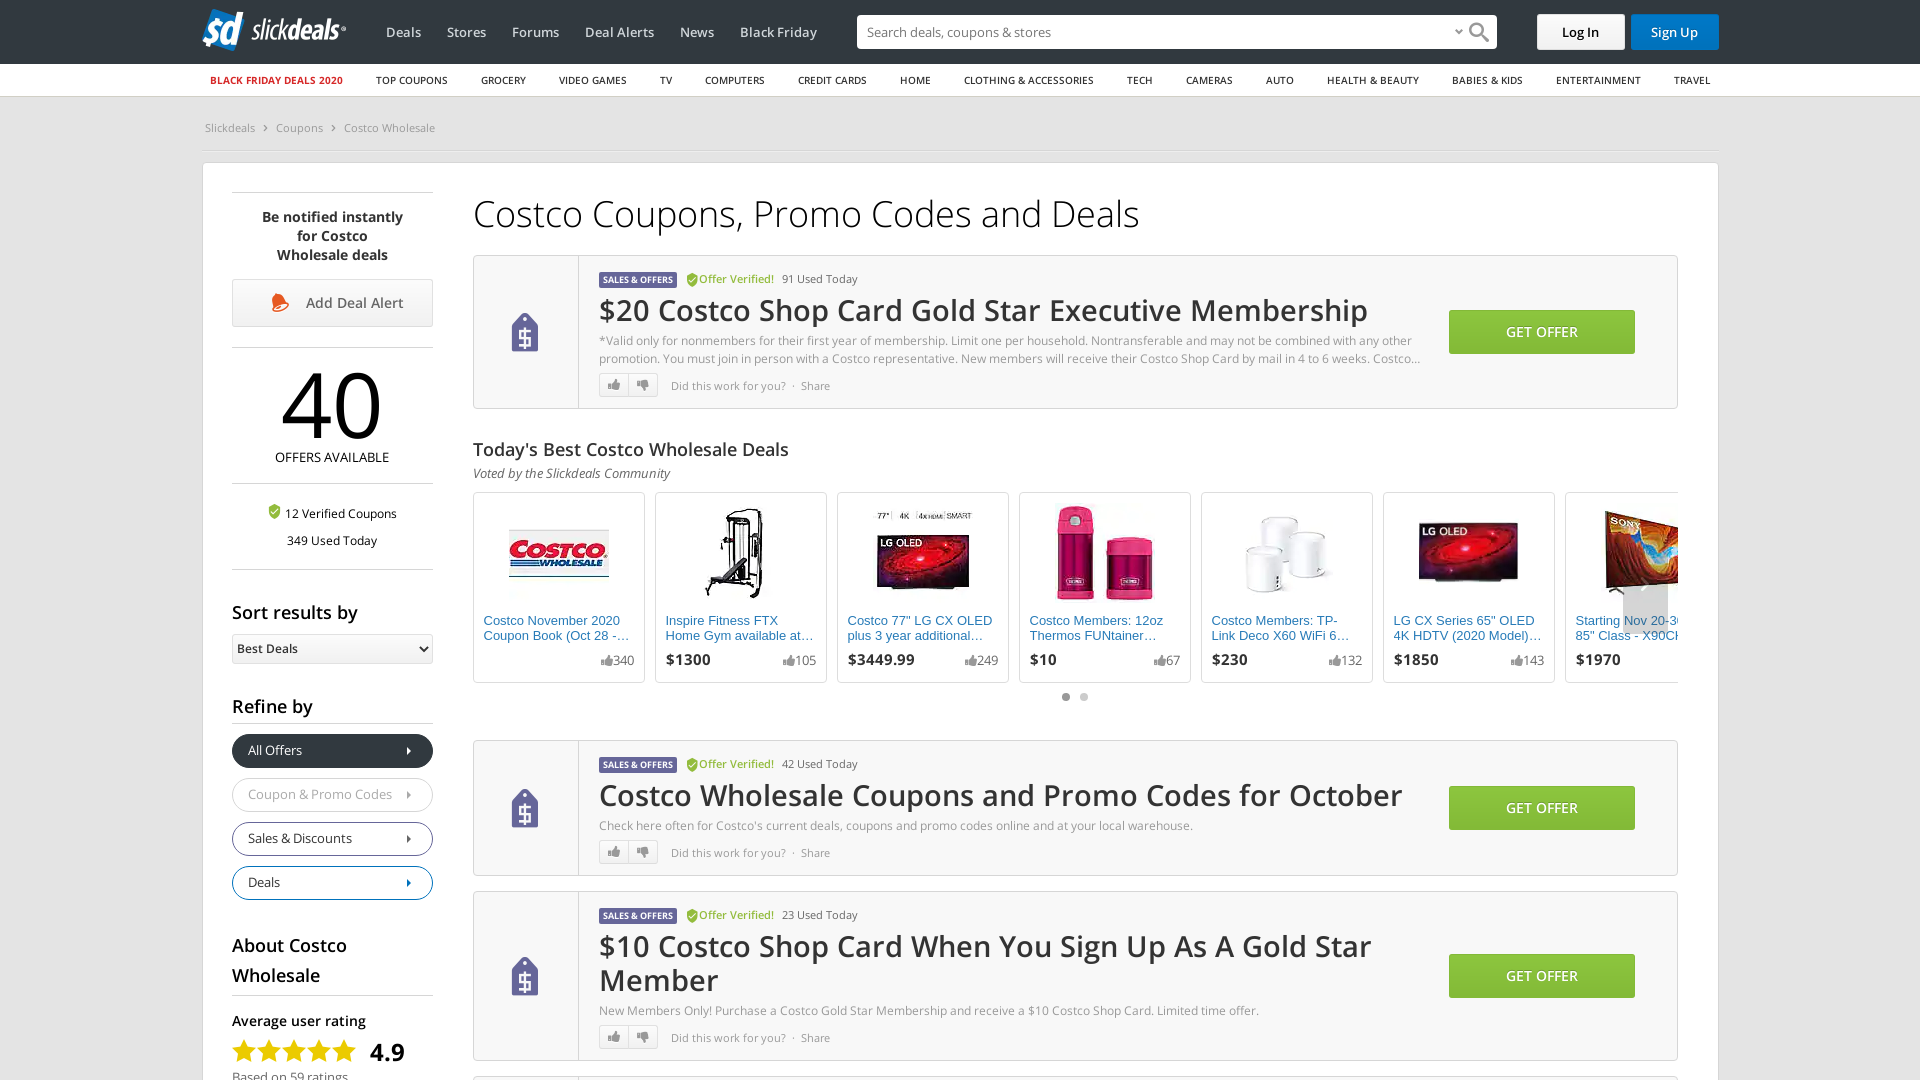 sd slickdeals
Deals
Stores
Forums
Deal Alerts
News
Black Friday
Search deals, coupons & stores
Log In
Sign Up
BLACK FRIDAY DEALS 2020
TOP COUPONS
GROCERY
VIDEO GAMES
TV
COMPUTERS
CREDIT CARDS
HOME
CLOTHING & ACCESSORIES
TECH
CAMERAS
AUTO
HEALTH & BEAUTY
BABIES & KIDS
ENTERTAINMENT
TRAVEL
Slickdeals > Coupons > Costco Wholesale
Be notified instantly
for Costco
Wholesale deals
Add Deal Alert
40
OFFERS AVAILABLE
12 Verified Coupons
349 Used Today
Sort results by
Best Deals
Refine by
All Offers
Coupon & Promo Codes
Sales & Discounts
Deals
About Costco
Wholesale
Average user rating
4.9
Based on 59 ratings
Costco Coupons, Promo Codes and Deals
SALES & OFFERS Offer Verified! 91 Used Today
$20 Costco Shop Card Gold Star Executive Membership
*Valid only for nonmembers for their first year of membership. Limit one per household. Nontransferable and may not be combined with any other
promotion. You must join in person with a Costco representative. New members will receive their Costco Shop Card by mail in 4 to 6 weeks. Costco...
Did this work for you? · Share
GET OFFER
Today's Best Costco Wholesale Deals
Voted by the Slickdeals Community
COSTCO
WHOLESALE
Costco November 2020
Coupon Book (Oct 28 -...
340
Inspire Fitness FTX
Home Gym available at...
$1300
105
77" 4K 4x HDMI SMART
LG OLED
Costco 77" LG CX OLED
plus 3 year additional...
$3449.99
249
THERMOS
THERMOS
Costco Members: 12oz
Thermos FUNtainer...
$10
67
Costco Members: TP-
Link Deco X60 WiFi 6...
$230
132
LG OLED
LG CX Series 65" OLED
4K HDTV (2020 Model)...
$1850
143
SONY
Starting Nov 20-3
85" Class - X90C
$1970
SALES & OFFERS Offer Verified! 42 Used Today
Costco Wholesale Coupons and Promo Codes for October
Check here often for Costco's current deals, coupons and promo codes online and at your local warehouse.
Did this work for you? · Share
GET OFFER
SALES & OFFERS Offer Verified! 23 Used Today
$10 Costco Shop Card When You Sign Up As A Gold Star
Member
New Members Only! Purchase a Costco Gold Star Membership and receive a $10 Costco Shop Card. Limited time offer.
Did this work for you? · Share
GET OFFER